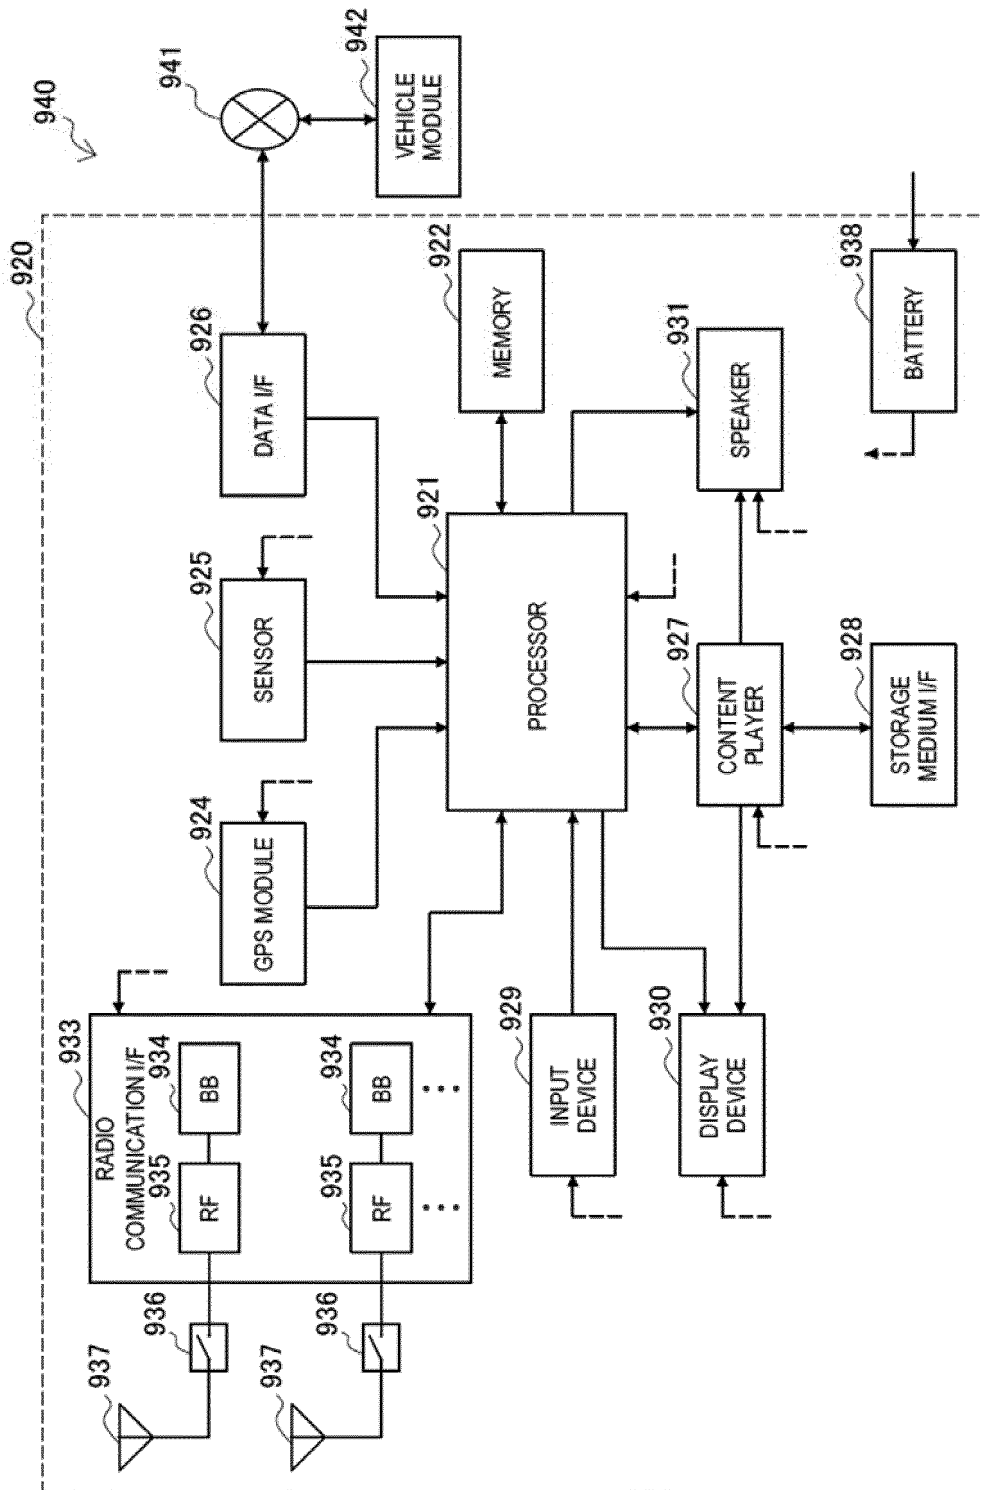 940
920
941
942
VEHICLE
MODULE
933
RADIO
COMMUNICATION I/F
937
936
935
RF
934
BB
937
936
935
RF
934
BB
924
GPS MODULE
925
SENSOR
926
DATA I/F
921
PROCESSOR
922
MEMORY
929
INPUT
DEVICE
930
DISPLAY
DEVICE
927
CONTENT
PLAYER
931
SPEAKER
928
STORAGE
MEDIUM I/F
938
BATTERY